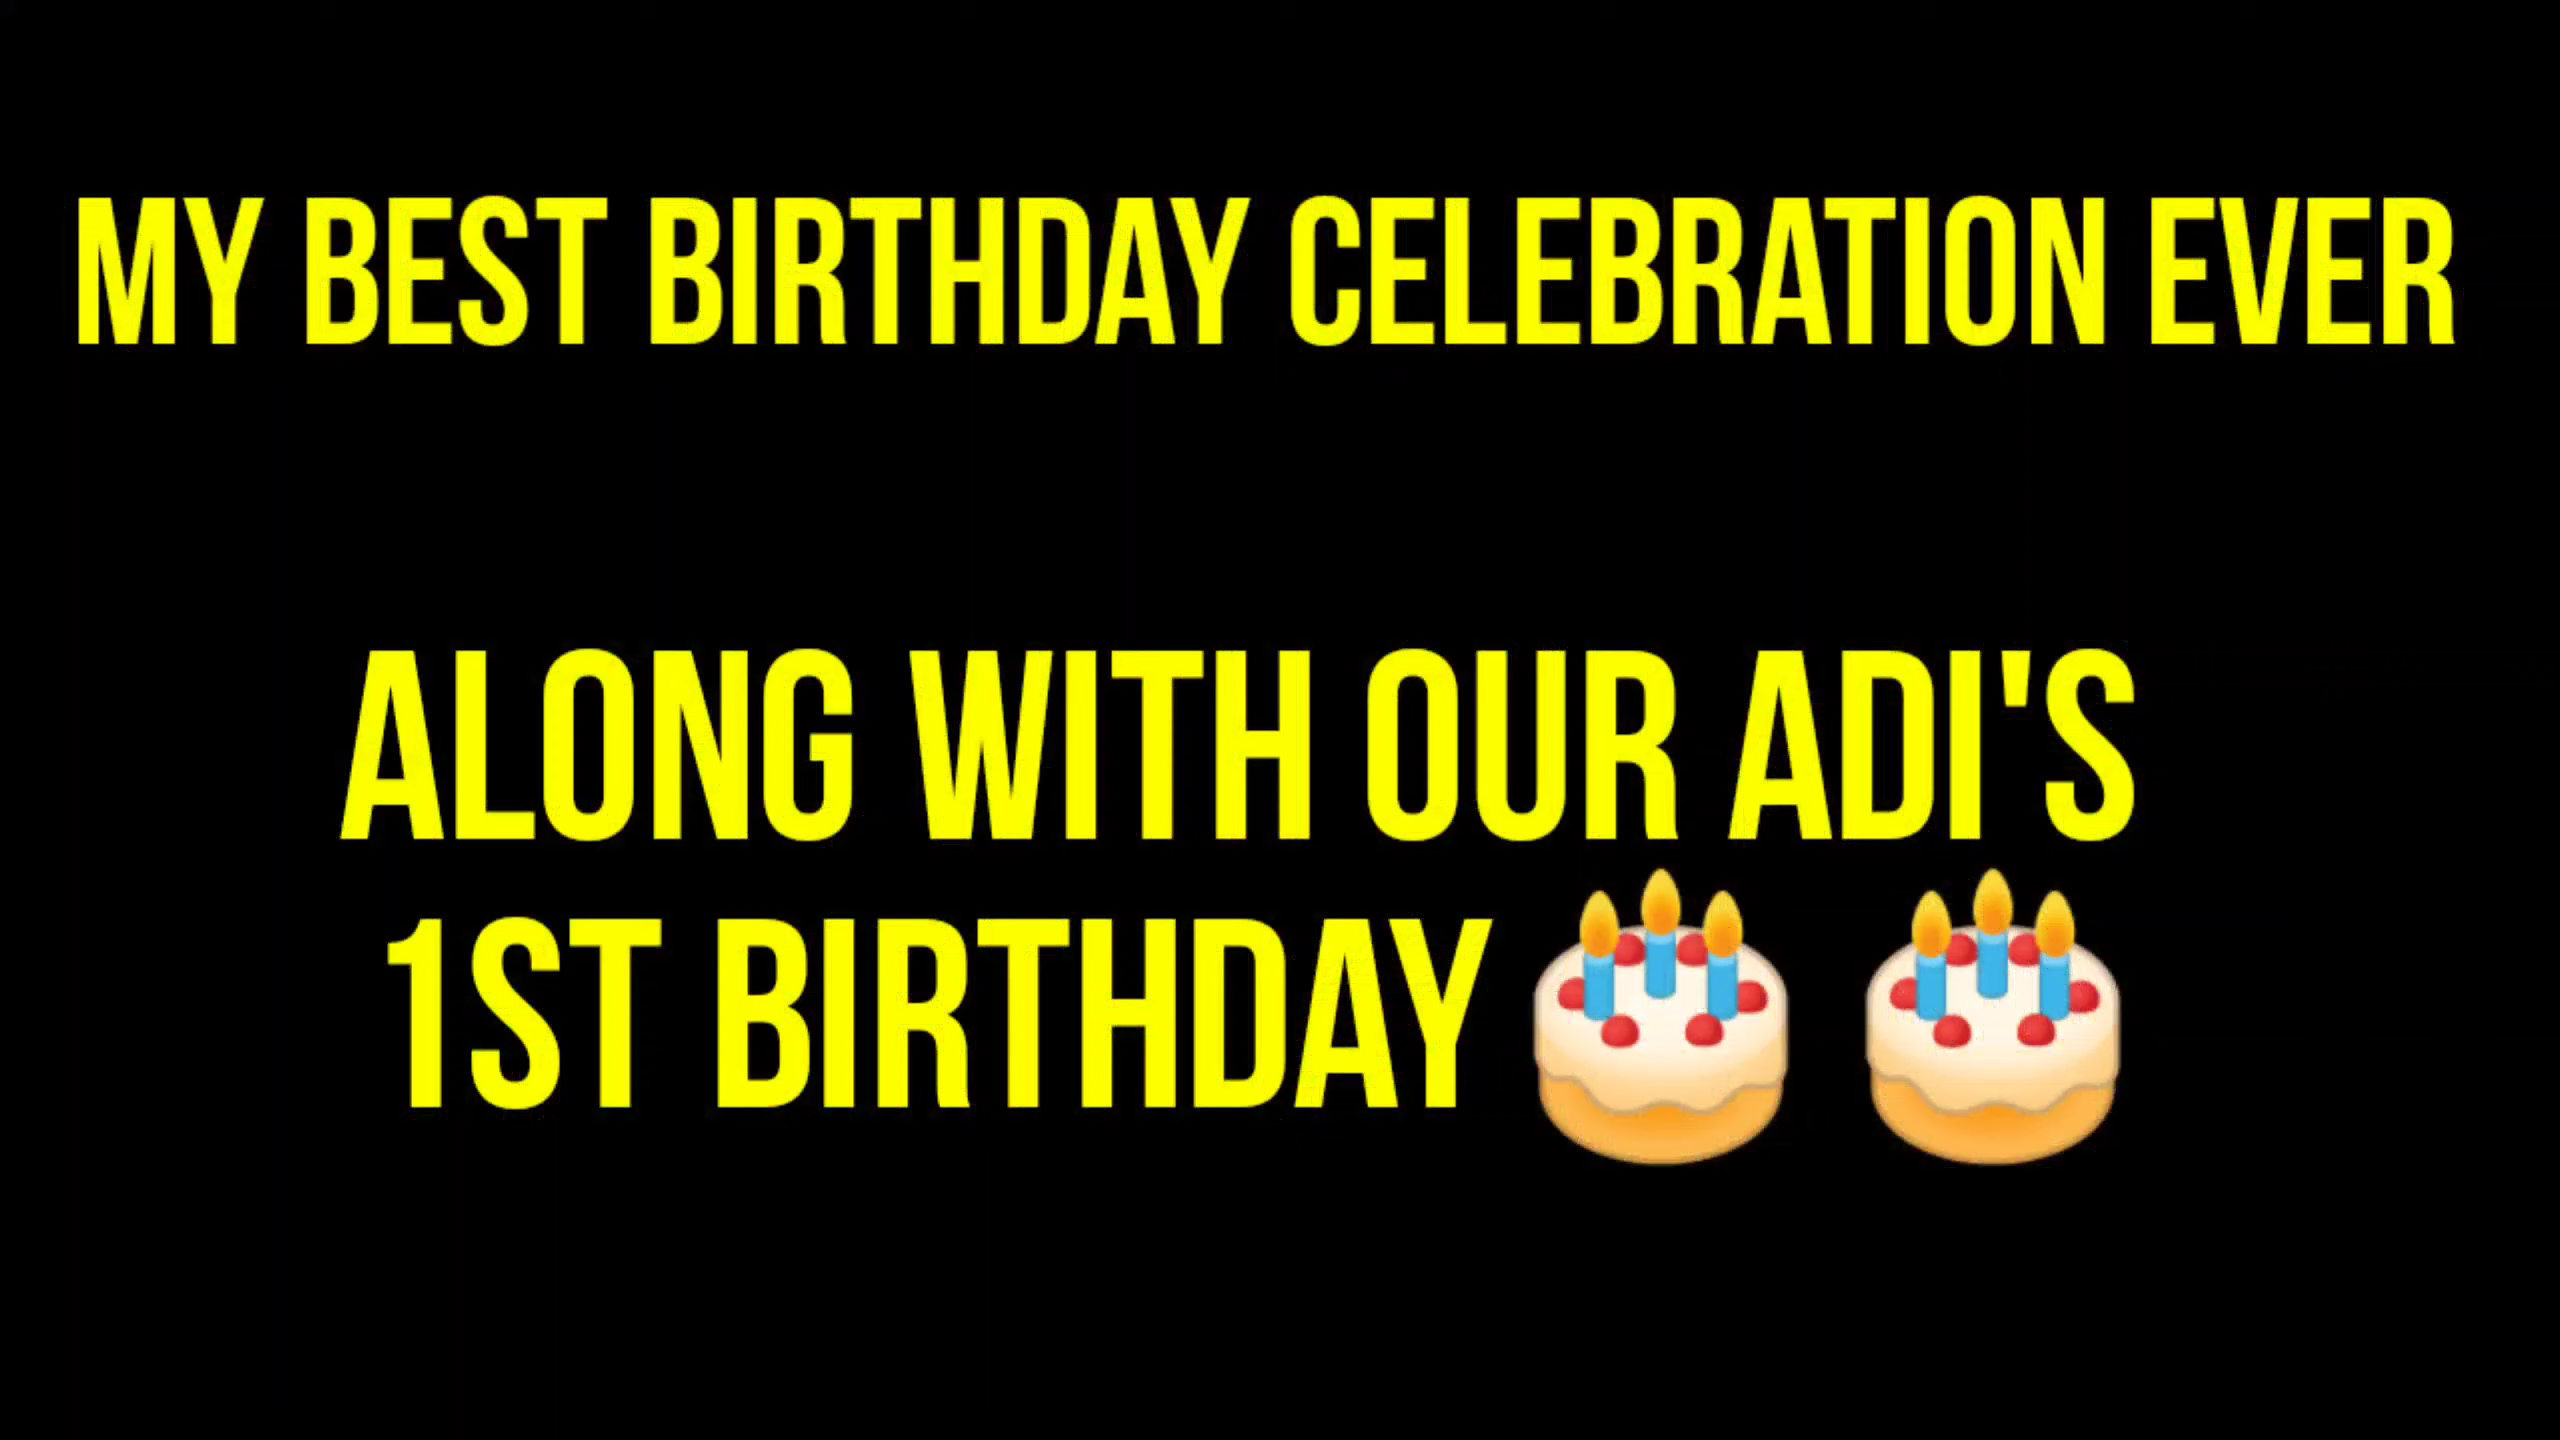 MY BEST BIRTHDAY CELEBRATION EVER
ALONG WITH OUR ADI'S
1ST BIRTHDAY🎂 🎂